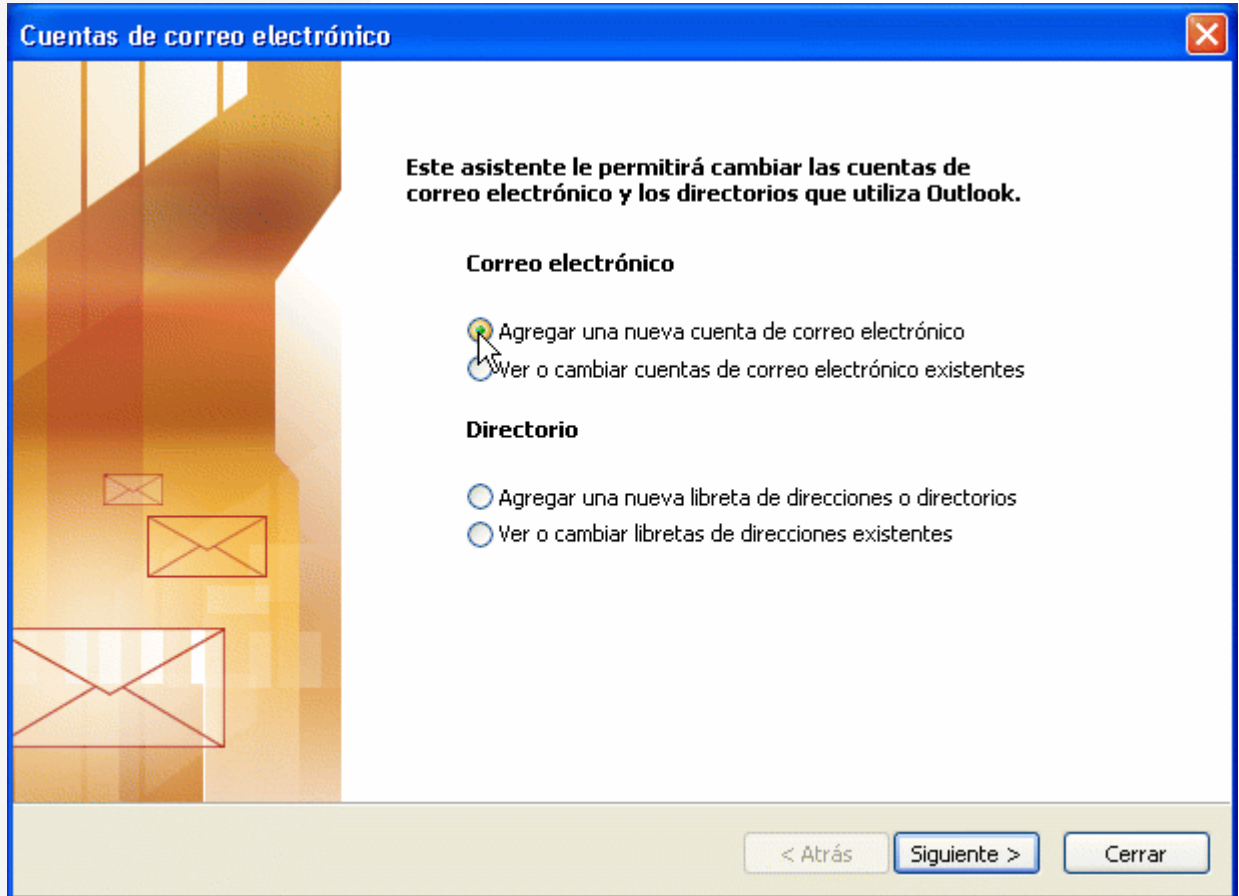 Cuentas de correo electrónico
Este asistente le permitirá cambiar las cuentas de
correo electrónico y los directorios que utiliza Outlook.
Correo electrónico
Agregar una nueva cuenta de correo electrónico
Ver o cambiar cuentas de correo electrónico existentes
Directorio
Agregar una nueva libreta de direcciones o directorios
Ver o cambiar libretas de direcciones existentes
< Atrás Siguiente > Cerrar